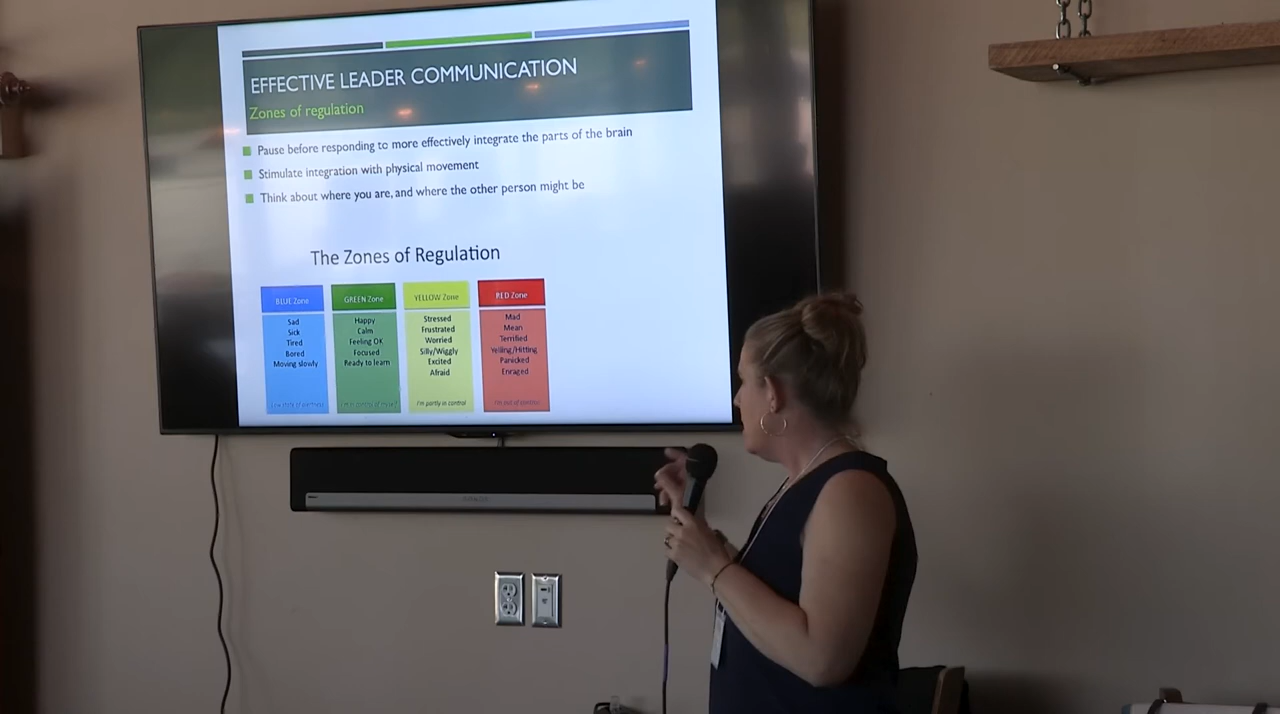 EFFECTIVE LEADER COMMUNICATION
Zones of regulation
Pause before responding to more effectively integrate the parts of the brain
Stimulate integration with physical movement
Think about where you are, and where the other person might be
The Zones of Regulation
BLUE Zone
Sad
Sick
Tired
Bored
Moving slowly
GREEN Zone
Happy
Calm
Feeling OK
Focused
Ready to learn
YELLOW Zone
Stressed
Frustrated
Worried
Silly/Wiggly
Excited
Afraid
I'm partly in control
RED Zone
Mad
Mean
Terrified
Yelling/Hitting
Panicked
Enraged